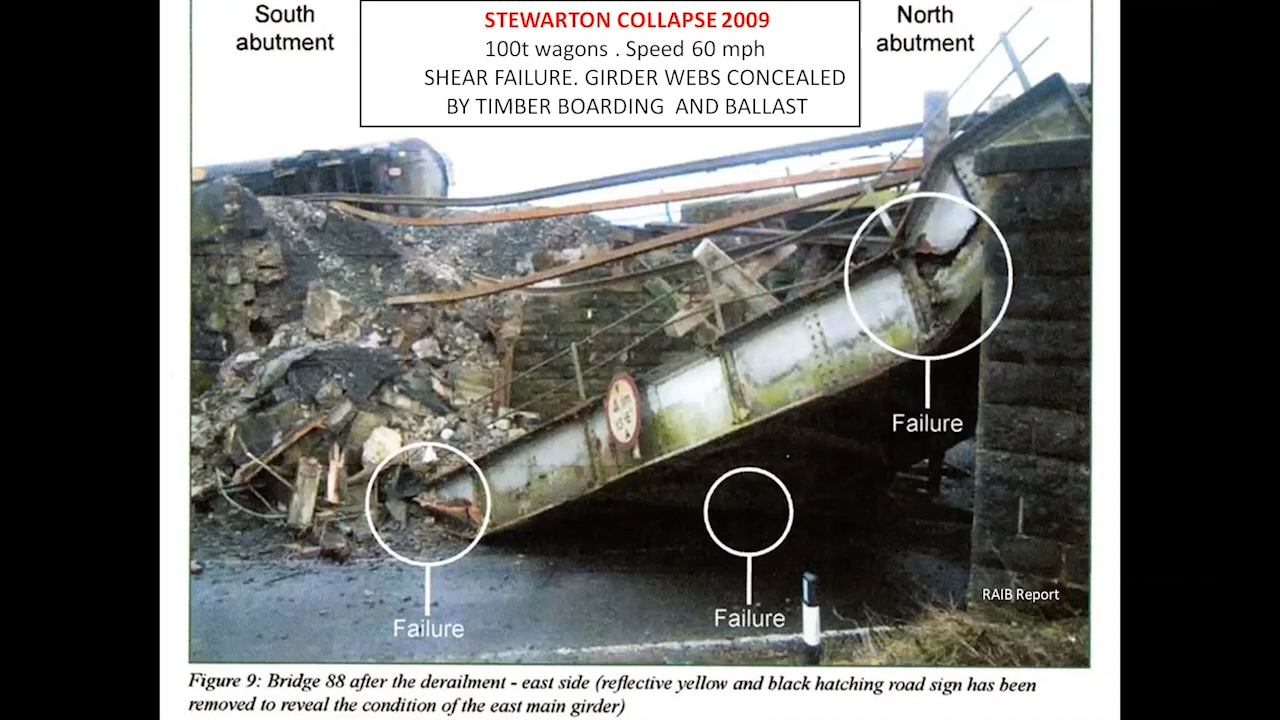 South
abutment
STEWARTON COLLAPSE 2009
100t wagons . Speed 60 mph
SHEAR FAILURE. GIRDER WEBS CONCEALED
BY TIMBER BOARDING AND BALLAST
North
abutment
Failure
Failure
Failure
RAIB Report
Figure 9: Bridge 88 after the derailment - east side (reflective yellow and black hatching road sign has been
removed to reveal the condition of the east main girder)